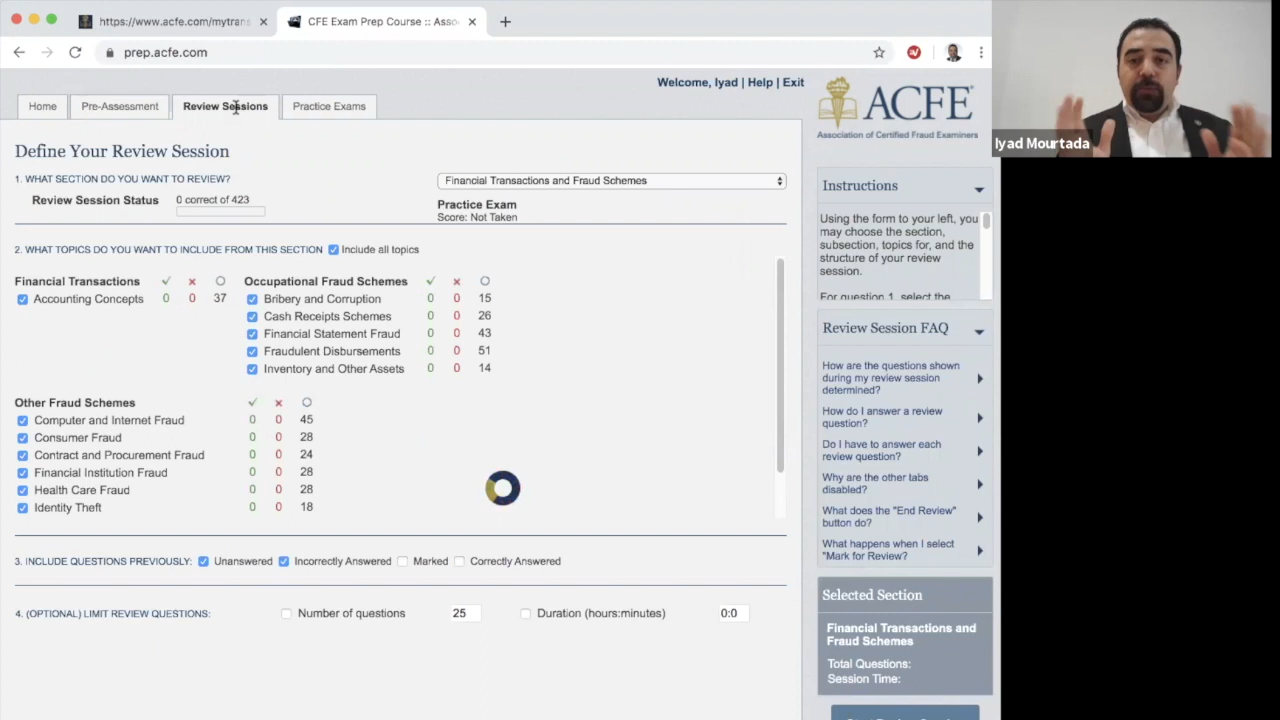 https://www.acfe.com/mytrans
CFE Exam Prep Course :: Asso
prep.acfe.com
Welcome, Iyad | Help | Exit
Home
Pre-Assessment
Review Sessions
Practice Exams
ACFE
Association of Certified Fraud Examiners
Iyad Mourtada
Define Your Review Session
1. WHAT SECTION DO YOU WANT TO REVIEW?
Financial Transactions and Fraud Schemes
Review Session Status 0 correct of 423
Practice Exam
Score: Not Taken
2. WHAT TOPICS DO YOU WANT TO INCLUDE FROM THIS SECTION Include all topics
Financial Transactions
Accounting Concepts 0 0 37
Occupational Fraud Schemes
Bribery and Corruption 0 0 15
Cash Receipts Schemes 0 0 26
Financial Statement Fraud 0 0 43
Fraudulent Disbursements 0 0 51
Inventory and Other Assets 0 0 14
Other Fraud Schemes
Computer and Internet Fraud 0 0 45
Consumer Fraud 0 0 28
Contract and Procurement Fraud 0 0 24
Financial Institution Fraud 0 0 28
Health Care Fraud 0 0 28
Identity Theft 0 0 18
3. INCLUDE QUESTIONS PREVIOUSLY: Unanswered Incorrectly Answered Marked Correctly Answered
4. (OPTIONAL) LIMIT REVIEW QUESTIONS: Number of questions 25 Duration (hours:minutes) 0:0
Instructions
Using the form to your left, you
may choose the section,
subsection, topics for, and the
structure of your review
session.
For question 1, select the
Review Session FAQ
How are the questions shown
during my review session
determined?
How do I answer a review
question?
Do I have to answer each
review question?
Why are the other tabs
disabled?
What does the "End Review"
button do?
What happens when I select
"Mark for Review?
Selected Section
Financial Transactions and
Fraud Schemes
Total Questions:
Session Time: